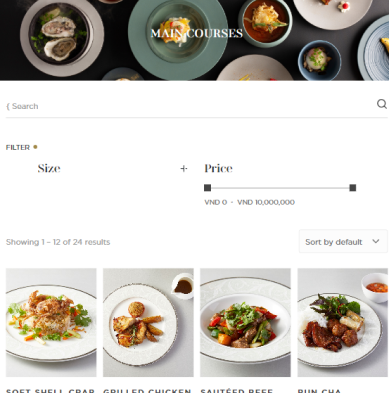 MAIN COURSES
( Search
FILTER
Size + Price
VND 0 - VND 10,000,000
Showing 1 - 12 of 24 results
Sort by default
SOFT SHELL CRAB GRILLED CHICKEN SAUTÉED BEEF BUN CHA